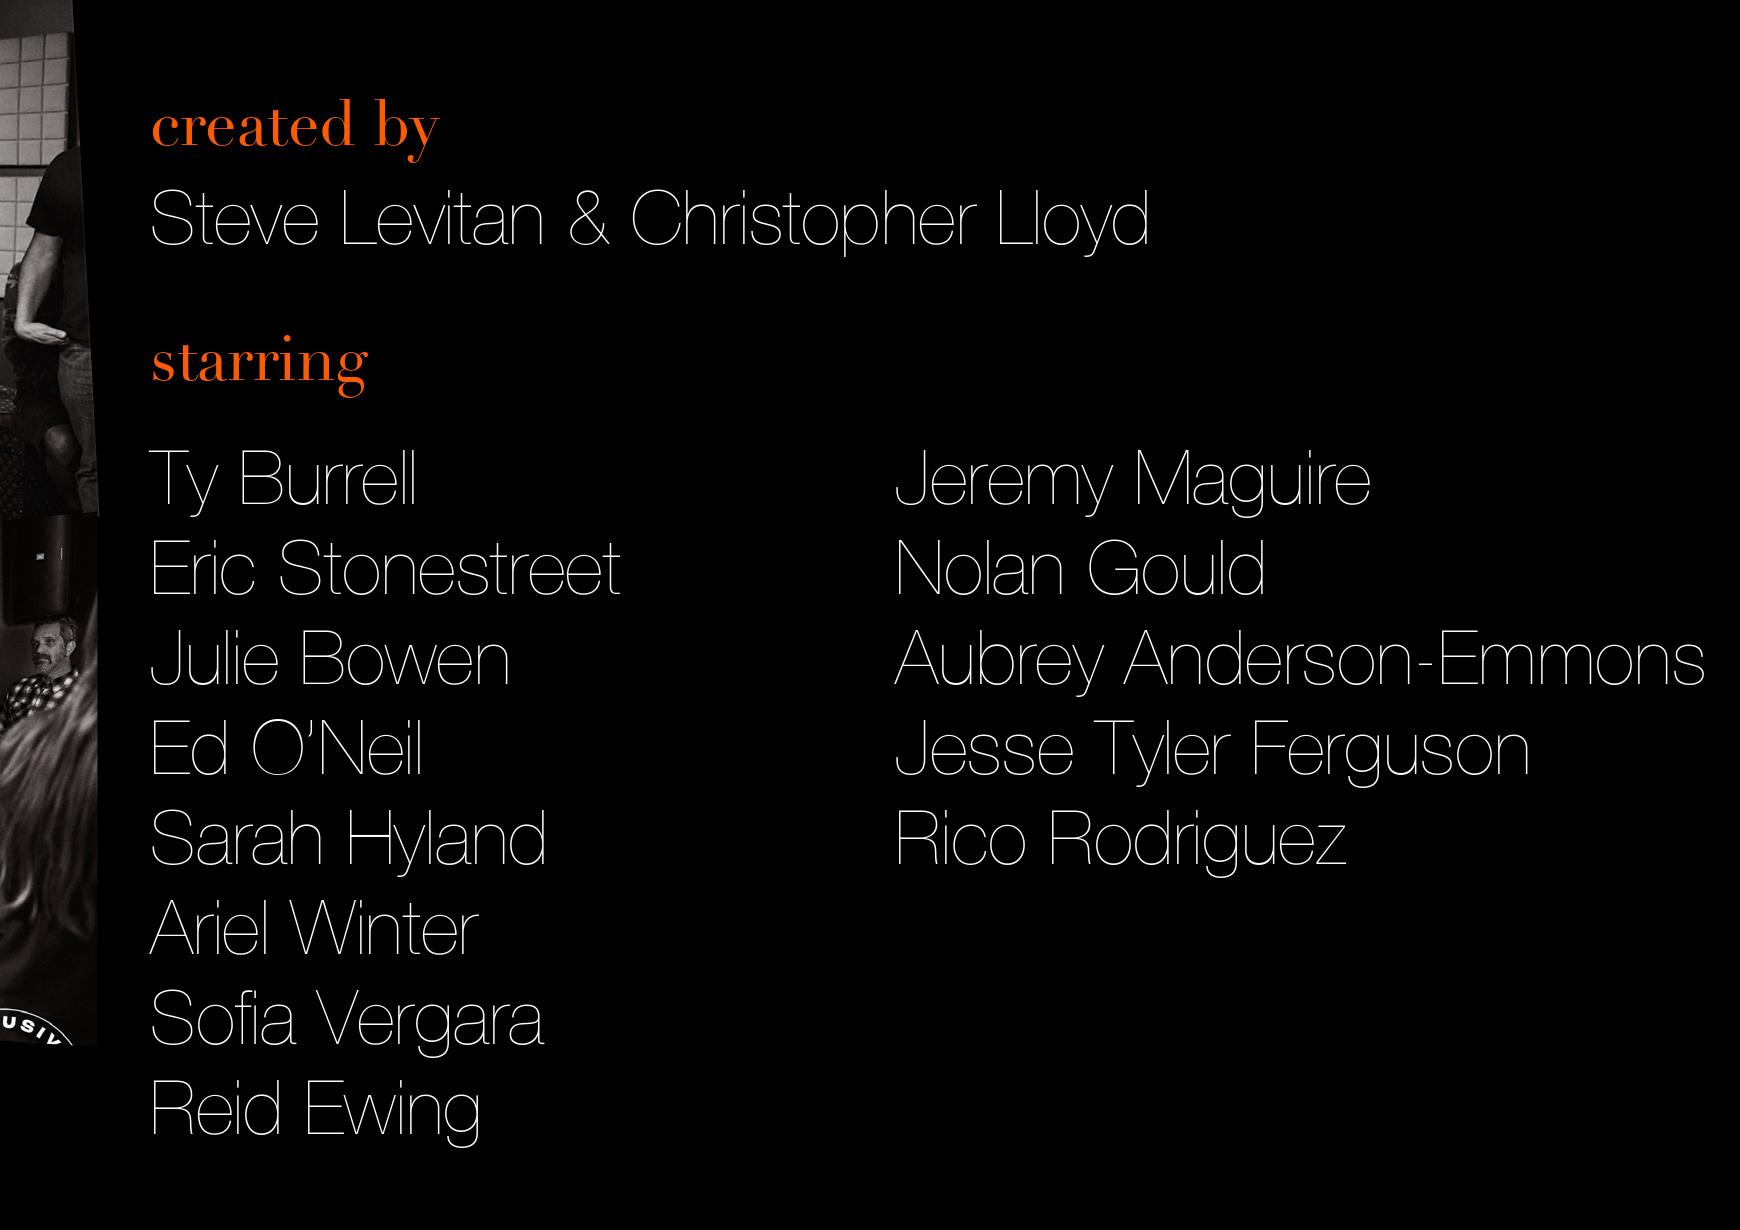 created by
Steve Levitan & Christopher Lloyd
starring
Ty Burrell
Eric Stonestreet
Julie Bowen
Ed O’Neil
Sarah Hyland
Ariel Winter
Sofia Vergara
Reid Ewing
Jeremy Maguire
Nolan Gould
Aubrey Anderson-Emmons
Jesse Tyler Ferguson
Rico Rodriguez